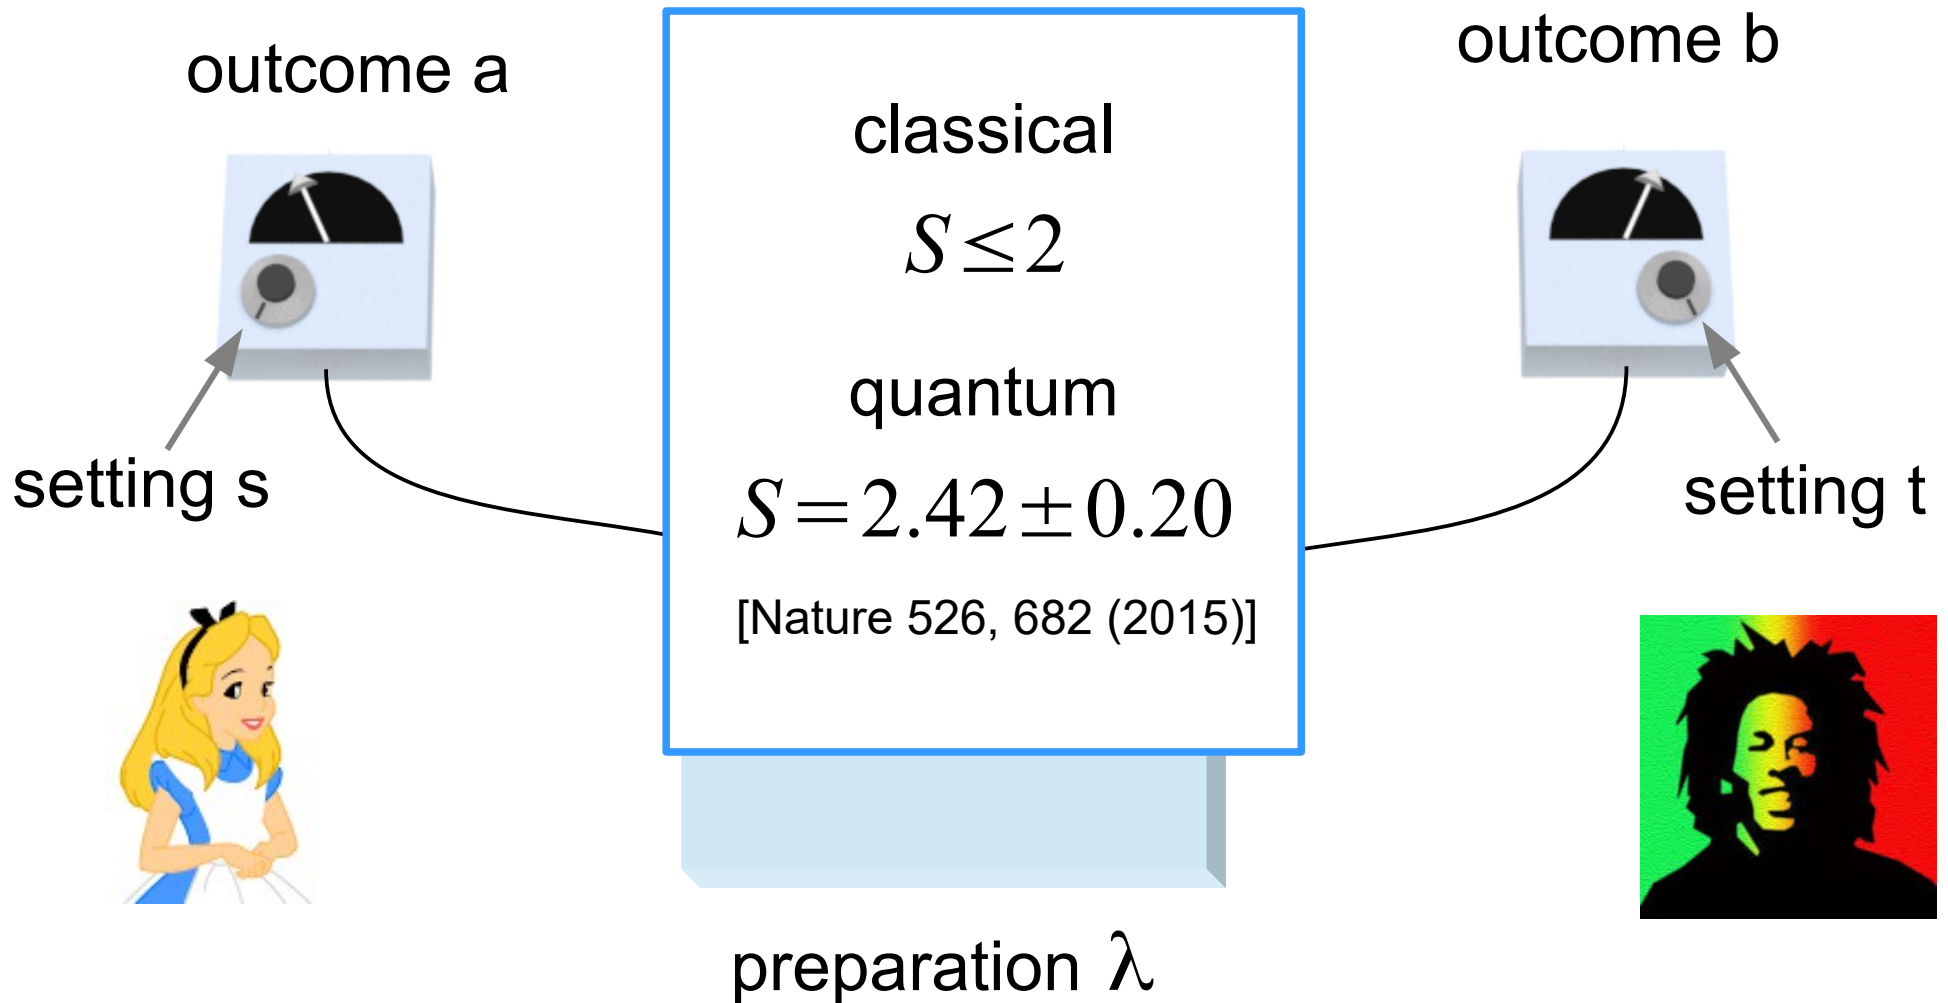 outcome a
outcome b
classical
S≤2
quantum
S=2.42±0.20
[Nature 526, 682 (2015)]
setting s
setting t
preparation λ